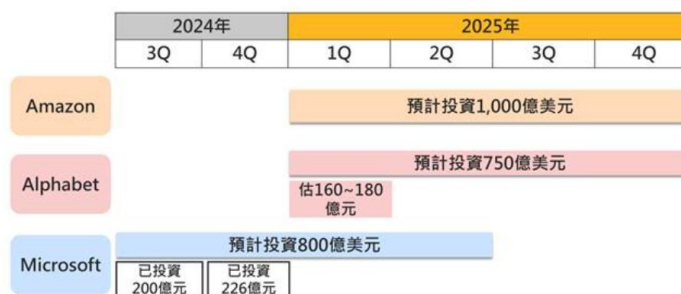 2024年 2025年
3Q 4Q 1Q 2Q 3Q 4Q
Amazon 預計投資1,000億美元
Alphabet 預計投資750億美元
估160~180
億元
Microsoft 預計投資800億美元
已投資 已投資
200億元 226億元